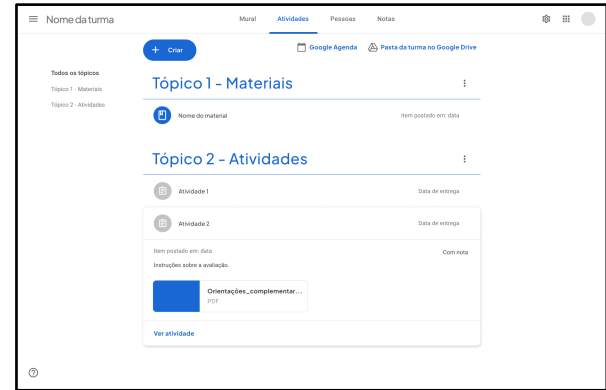 Nome da turma
Mural Atividades Pessoas Notas
Criar
Google Agenda Pasta da turma no Google Drive
Todos os tópicos
Tópico 1 - Materiais
Tópico 2 - Atividades
Tópico 1 - Materiais
Nome do material Item postado em: data
Tópico 2 - Atividades
Atividade 1 Data de entrega
Atividade 2 Data de entrega
Item postado em: data Com nota
Instruções sobre a avaliação.
Orientações_complementar...
PDF
Ver atividade